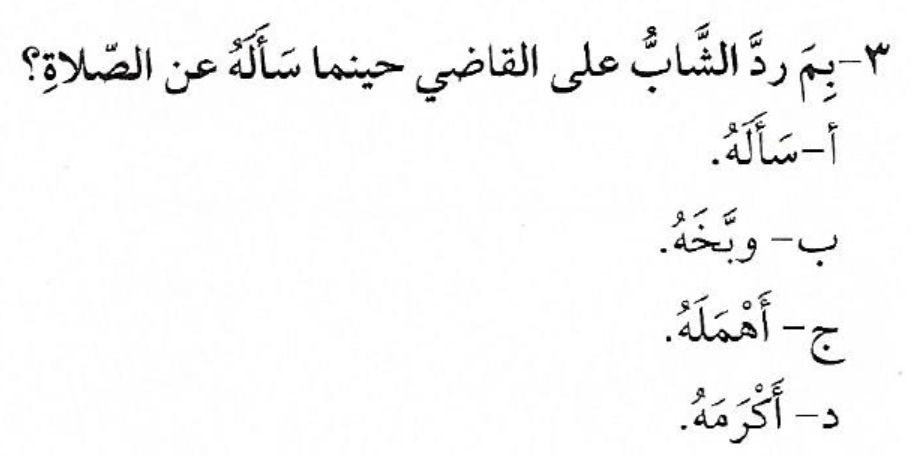 ٣-بِمَ ردَّ الشَّابُّ على القاضي حينما سَأَلَهُ عن الصّلاةِ؟
أ-سَأَلَهُ.
ب- وبَّخَهُ.
ج- أَهْمَلَهُ.
د- أَكْرَمَهُ.